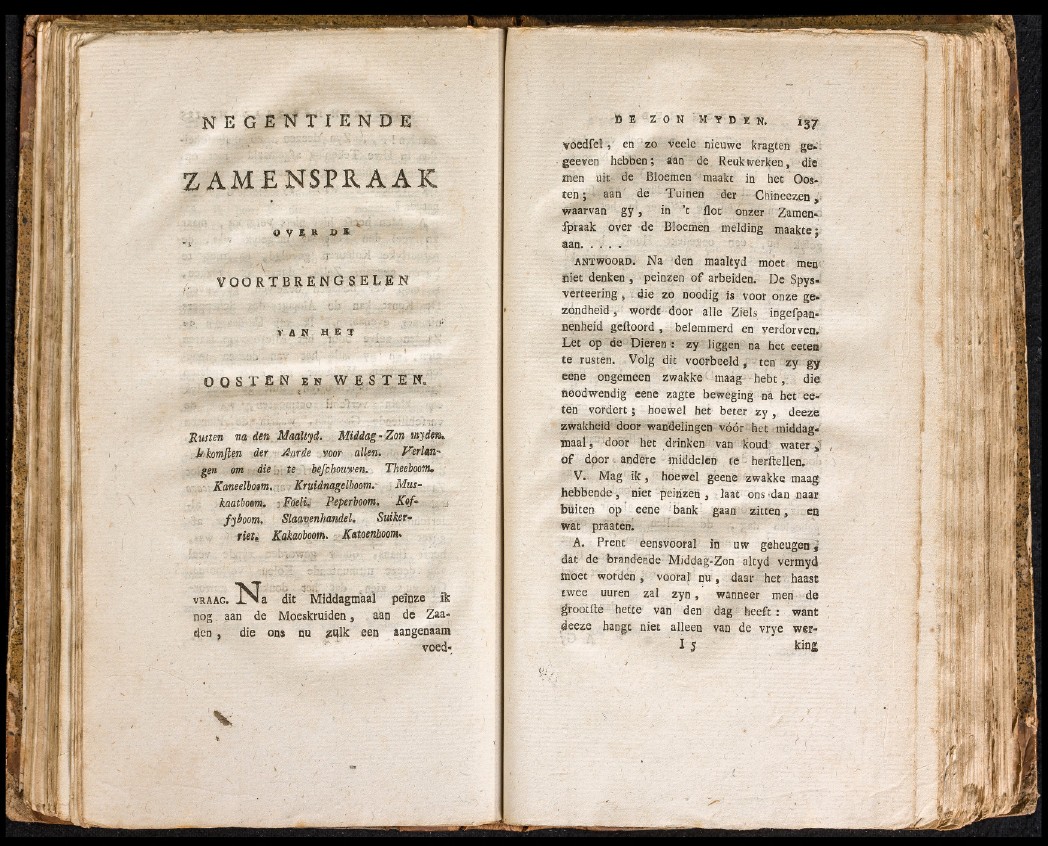 NEGENTIENDE
ZAMENSPRAAK
OVER DE
VOORTBRENGSELEN
VAN HET
OOSTEN EN WESTEN.
Rusten na den Maaltyd. Middag-Zon myden.
Inkomsten der Aarde voor allen. Verlan-
gen om die te beschouwen. Theeboom.
Kaneelboom. Kruidnagelboom. Mus-
kaatboom. Foeli. Peperboom. Kof-
fyboom. Slaavenhandel. Suiker-
riet. Kakaoboom. Katoenboom.
VRAAG. Na dit Middagmaal peinze ik
nog aan de Moeskruiden, aan de Zaa-
den, die ons nu zulk een aangenaam
voed-
DE ZON MYDEN. 137
voedſel, en zo veele nieuwe kragten ge-
geeven hebben; aan de Reukwerken, die
men uit de Bloemen maakt in het Oos-
ten; aan de Tuinen der Chineezen,
waarvan gy, in 't ſlot onzer Zamen-
ſpraak over de Bloemen melding maakte;
aan. . . . .
ANTWOORD. Na den maaltyd moet men
niet denken, peinzen of arbeiden. De Spys-
verteering, die zo noodig is voor onze ge-
zondheid, wordt door alle Ziels ingeſpan-
nenheid geſtoord, belemmerd en verdorven.
Let op de Dieren: zy liggen na het eeten
te rusten. Volg dit voorbeeld, ten zy gy
eene ongemeen zwakke maag hebt, die
noodwendig eene zagte beweging na het ee-
ten vordert; hoewel het beter zy, deeze
zwakheid door wandelingen vóór het middag-
maal, door het drinken van koud water,
of door andere middelen te herſtellen.
V. Mag ik, hoewel geene zwakke maag
hebbende, niet peinzen, laat ons dan naar
buiten op eene bank gaan zitten, en
wat praaten.
A. Prent eensvooral in uw geheugen,
dat de brandende Middag-Zon altyd vermyd
moet worden, vooral nu, daar het haast
twee uuren zal zyn, wanneer men de
grootſte hette van den dag heeft: want
deeze hangt niet alleen van de vrye wer-
I 5 king